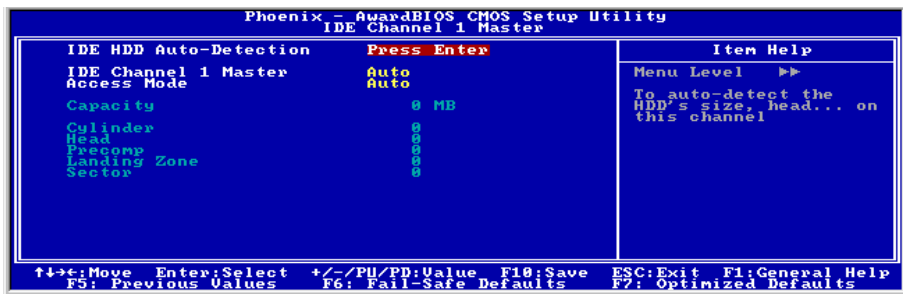 Phoenix - AwardBIOS CMOS Setup Utility
IDE Channel 1 Master
IDE HDD Auto-Detection Press Enter
IDE Channel 1 Master Auto
Access Mode Auto
Capacity 0 MB
Cylinder 0
Head 0
Precomp 0
Landing Zone 0
Sector 0
Item Help
Menu Level ▶▶
To auto-detect the
HDD's size, head... on
this channel
↑↓→←:Move Enter:Select +/-/PU/PD:Value F10:Save ESC:Exit F1:General Help
F5: Previous Values F6: Fail-Safe Defaults F7: Optimized Defaults